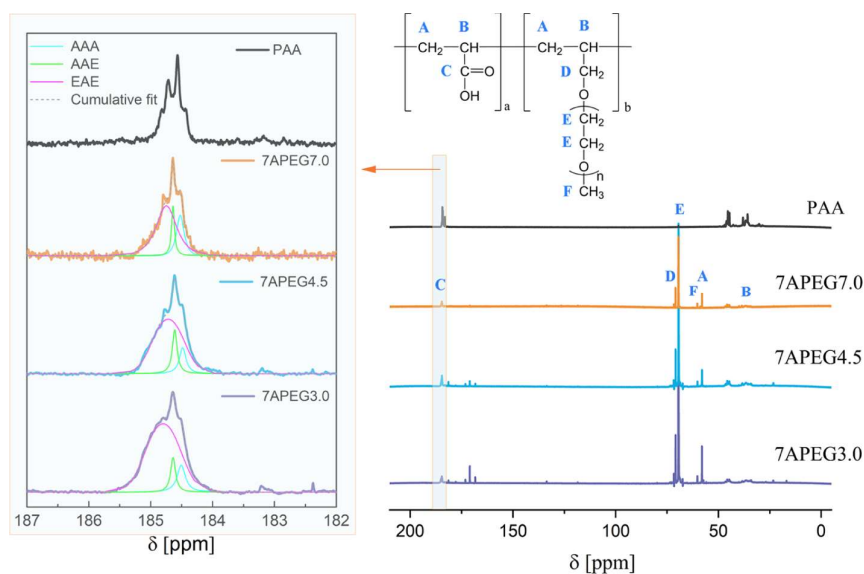 AAA
AAE
EAE
Cumulative fit
PAA
7APEG7.0
7APEG4.5
7APEG3.0
187 186 185 184 183 182
δ [ppm]
A B A B
CH₂ CH CH₂ CH
C C=O D CH₂
OH O
a b
E CH₂
E CH₂
O
n
F CH₃
E
PAA
7APEG7.0
C D F A B
7APEG4.5
7APEG3.0
200 150 100 50 0
δ [ppm]